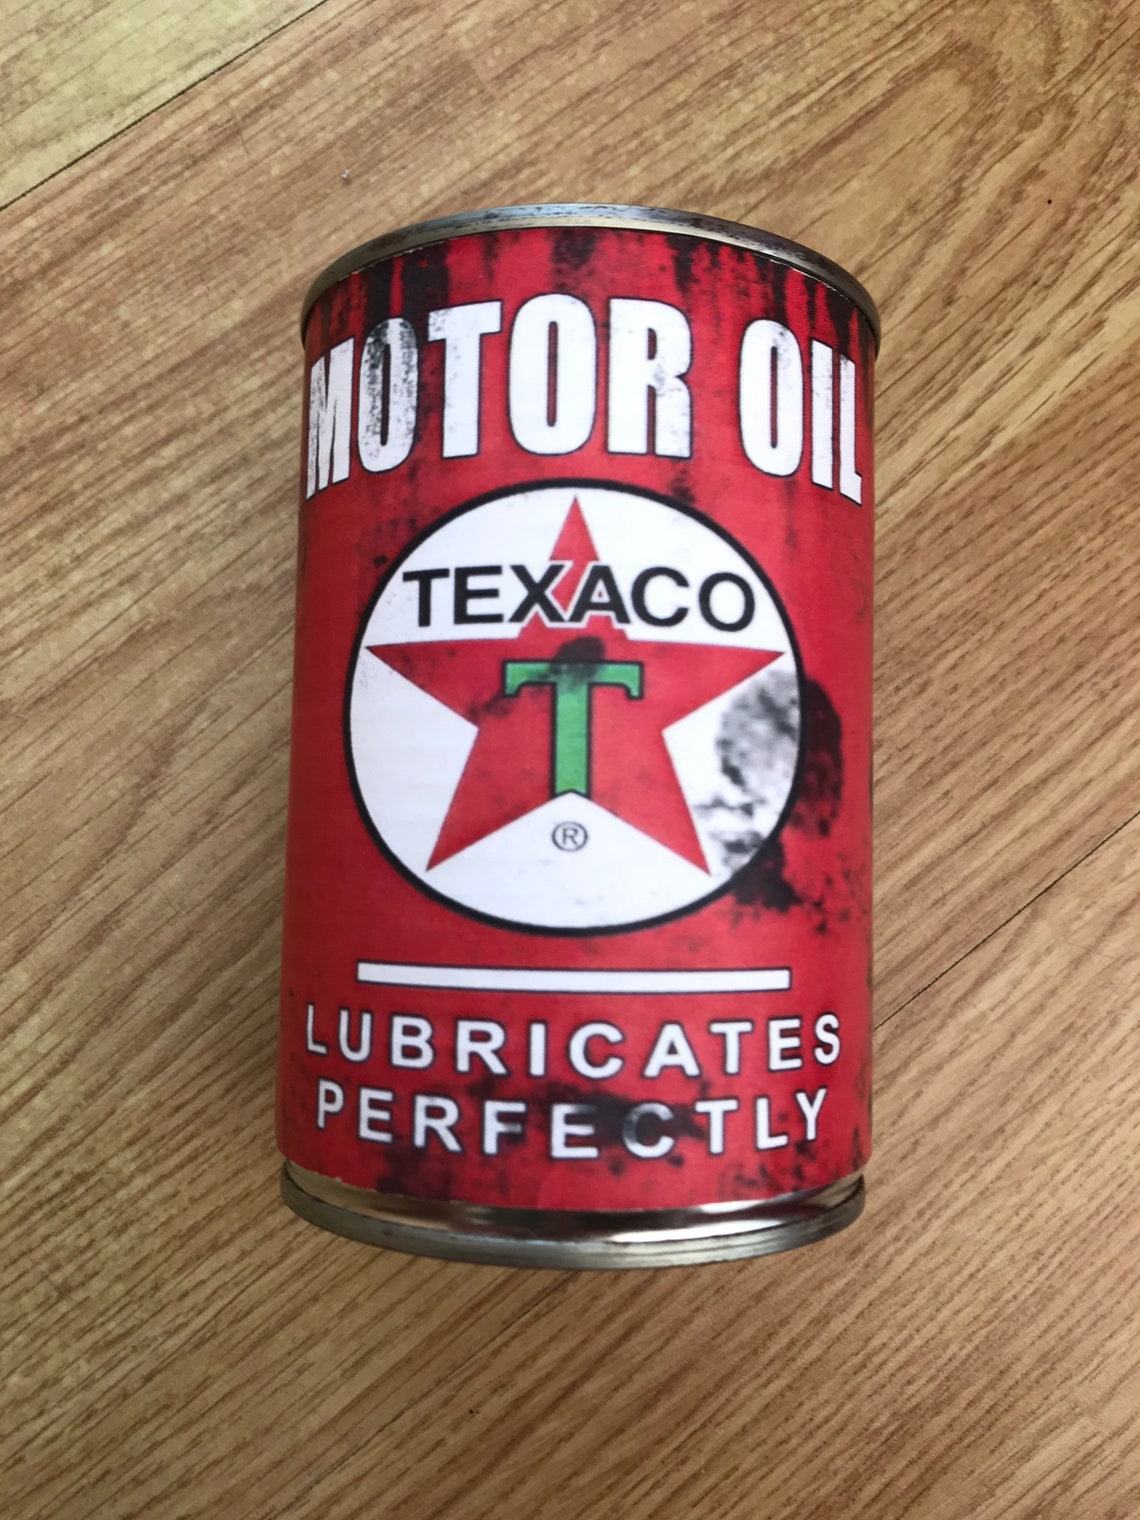 MOTOR OIL
TEXACO
T
®
LUBRICATES
PERFECTLY